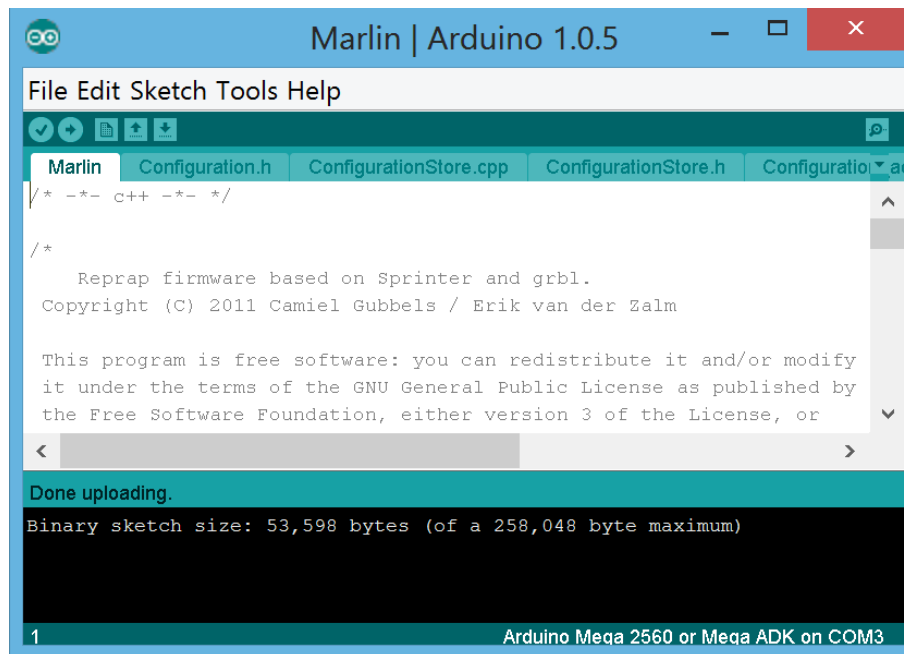 Marlin | Arduino 1.0.5
File Edit Sketch Tools Help
Marlin Configuration.h ConfigurationStore.cpp ConfigurationStore.h
/* -*- c++ -*- */
/*
Reprap firmware based on Sprinter and grbl.
Copyright (C) 2011 Camiel Gubbels / Erik van der Zalm
This program is free software: you can redistribute it and/or modify
it under the terms of the GNU General Public License as published by
the Free Software Foundation, either version 3 of the License, or
Done uploading.
Binary sketch size: 53,598 bytes (of a 258,048 byte maximum)
1 Arduino Mega 2560 or Mega ADK on COM3